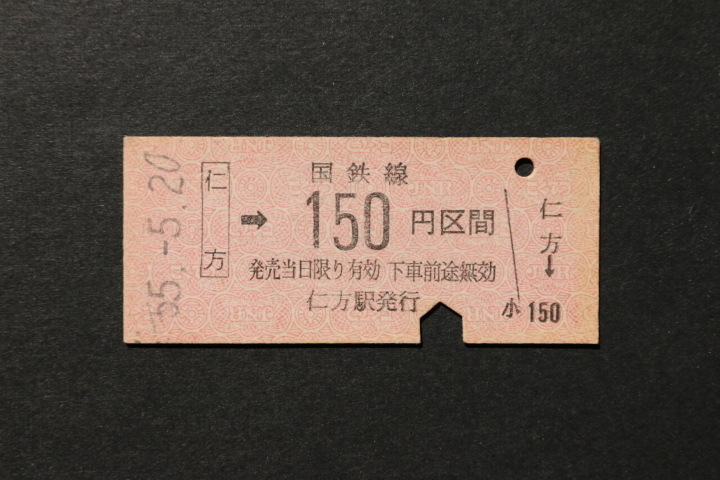 55.-5.20
仁方
➡
国鉄線
150円区間
発売当日限り有効 下車前途無効
仁方駅発行
仁方→
小 150